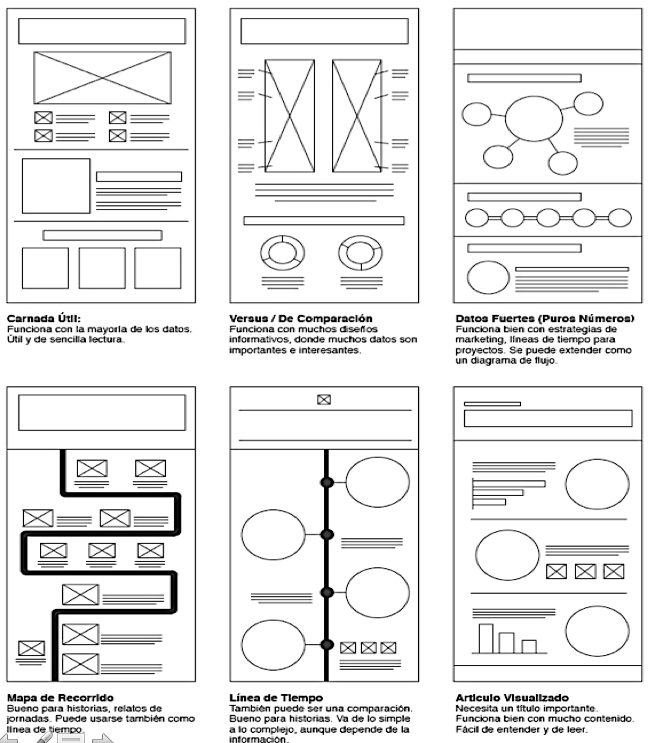 Carnada Útil:
Funciona con la mayoría de los datos.
Útil y de sencilla lectura.
Versus / De Comparación
Funciona con muchos diseños
informativos, donde muchos datos son
importantes e interesantes.
Datos Fuertes (Puros Números)
Funciona bien con estrategias de
marketing, líneas de tiempo para
proyectos. Se puede extender como
un diagrama de flujo.
Mapa de Recorrido
Bueno para historias, relatos de
jornadas. Puede usarse también como
línea de tiempo.
Línea de Tiempo
También puede ser una comparación.
Bueno para historias. Va de lo simple
a lo complejo, aunque depende de la
información.
Articulo Visualizado
Necesita un título importante.
Funciona bien con mucho contenido.
Fácil de entender y de leer.